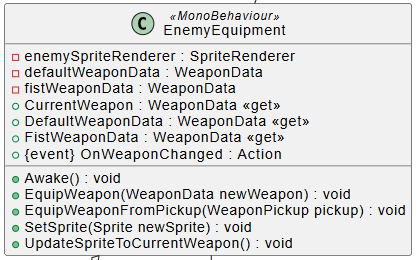 C
«MonoBehaviour»
EnemyEquipment
enemySpriteRenderer : SpriteRenderer
defaultWeaponData : WeaponData
fistWeaponData : WeaponData
CurrentWeapon : WeaponData «get»
DefaultWeaponData : WeaponData «get»
FistWeaponData : WeaponData «get»
{event} OnWeaponChanged : Action
Awake() : void
EquipWeapon(WeaponData newWeapon) : void
EquipWeaponFromPickup(WeaponPickup pickup) : void
SetSprite(Sprite newSprite) : void
UpdateSpriteToCurrentWeapon() : void